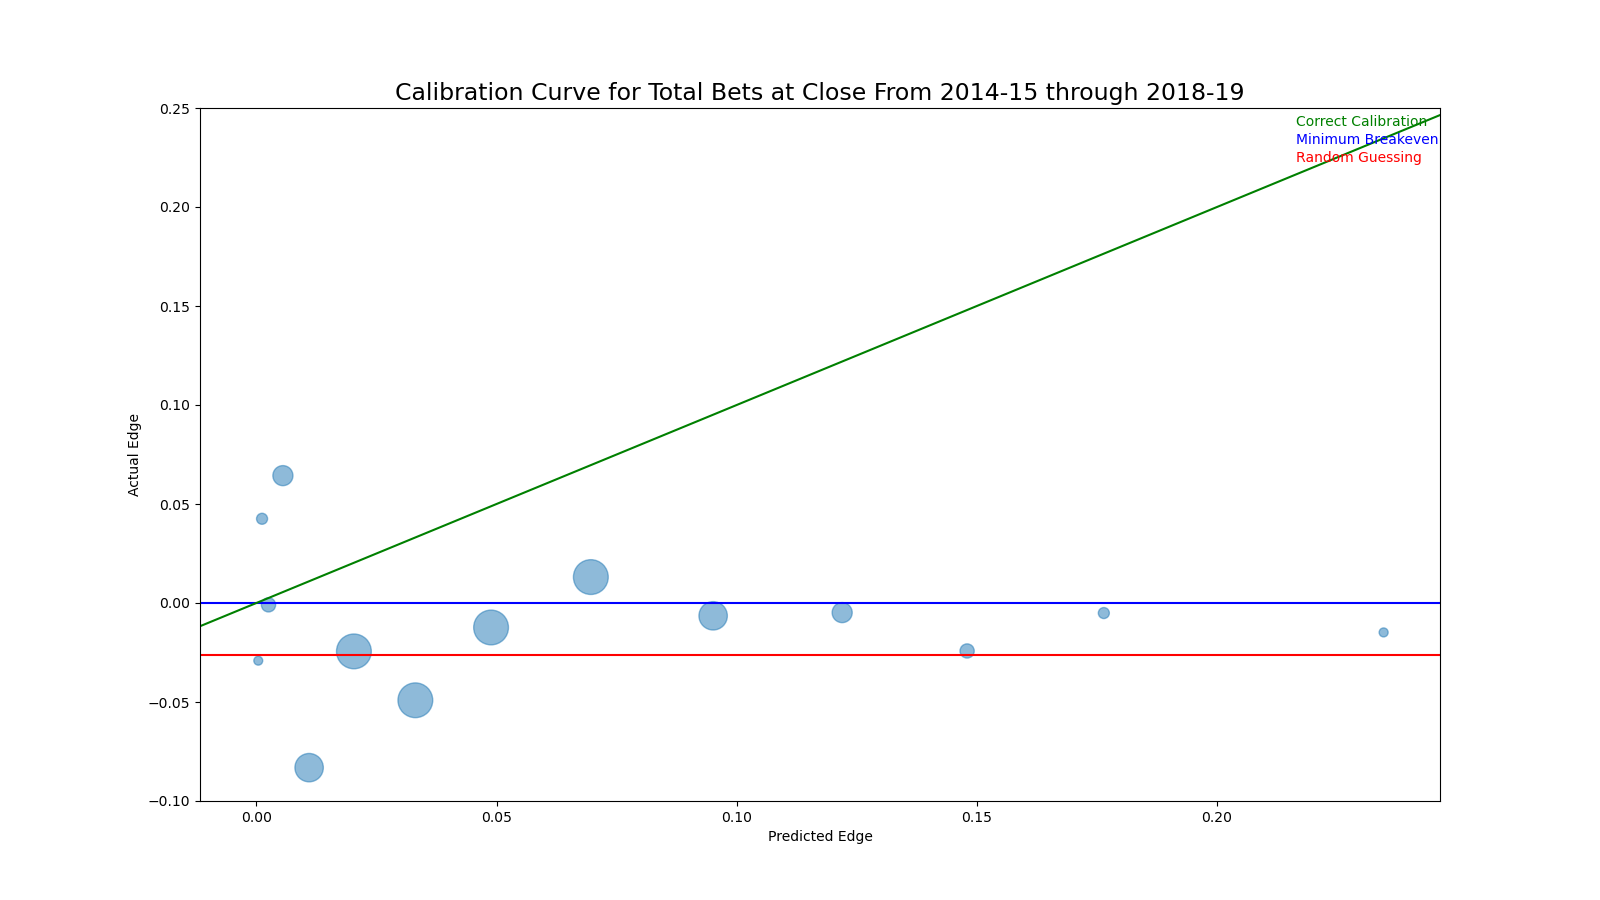 Calibration Curve for Total Bets at Close From 2014-15 through 2018-19
0.25
Correct Calibration
Minimum Breakeven
Random Guessing
0.20
0.15
0.10
Actual Edge
0.05
0.00
−0.05
−0.10
0.00 0.05 0.10 0.15 0.20
Predicted Edge